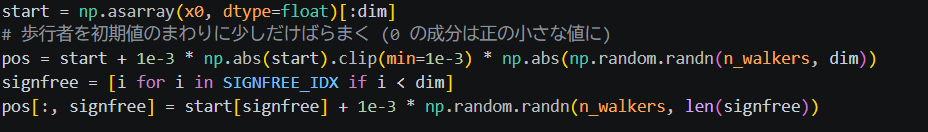 start = np.asarray(x0, dtype=float)[:dim]
# 歩行者を初期値のまわりに少しだけばらまく (0 の成分は正の小さな値に)
pos = start + 1e-3 * np.abs(start).clip(min=1e-3) * np.abs(np.random.randn(n_walkers, dim))
signfree = [i for i in SIGNFREE_IDX if i < dim]
pos[:, signfree] = start[signfree] + 1e-3 * np.random.randn(n_walkers, len(signfree))